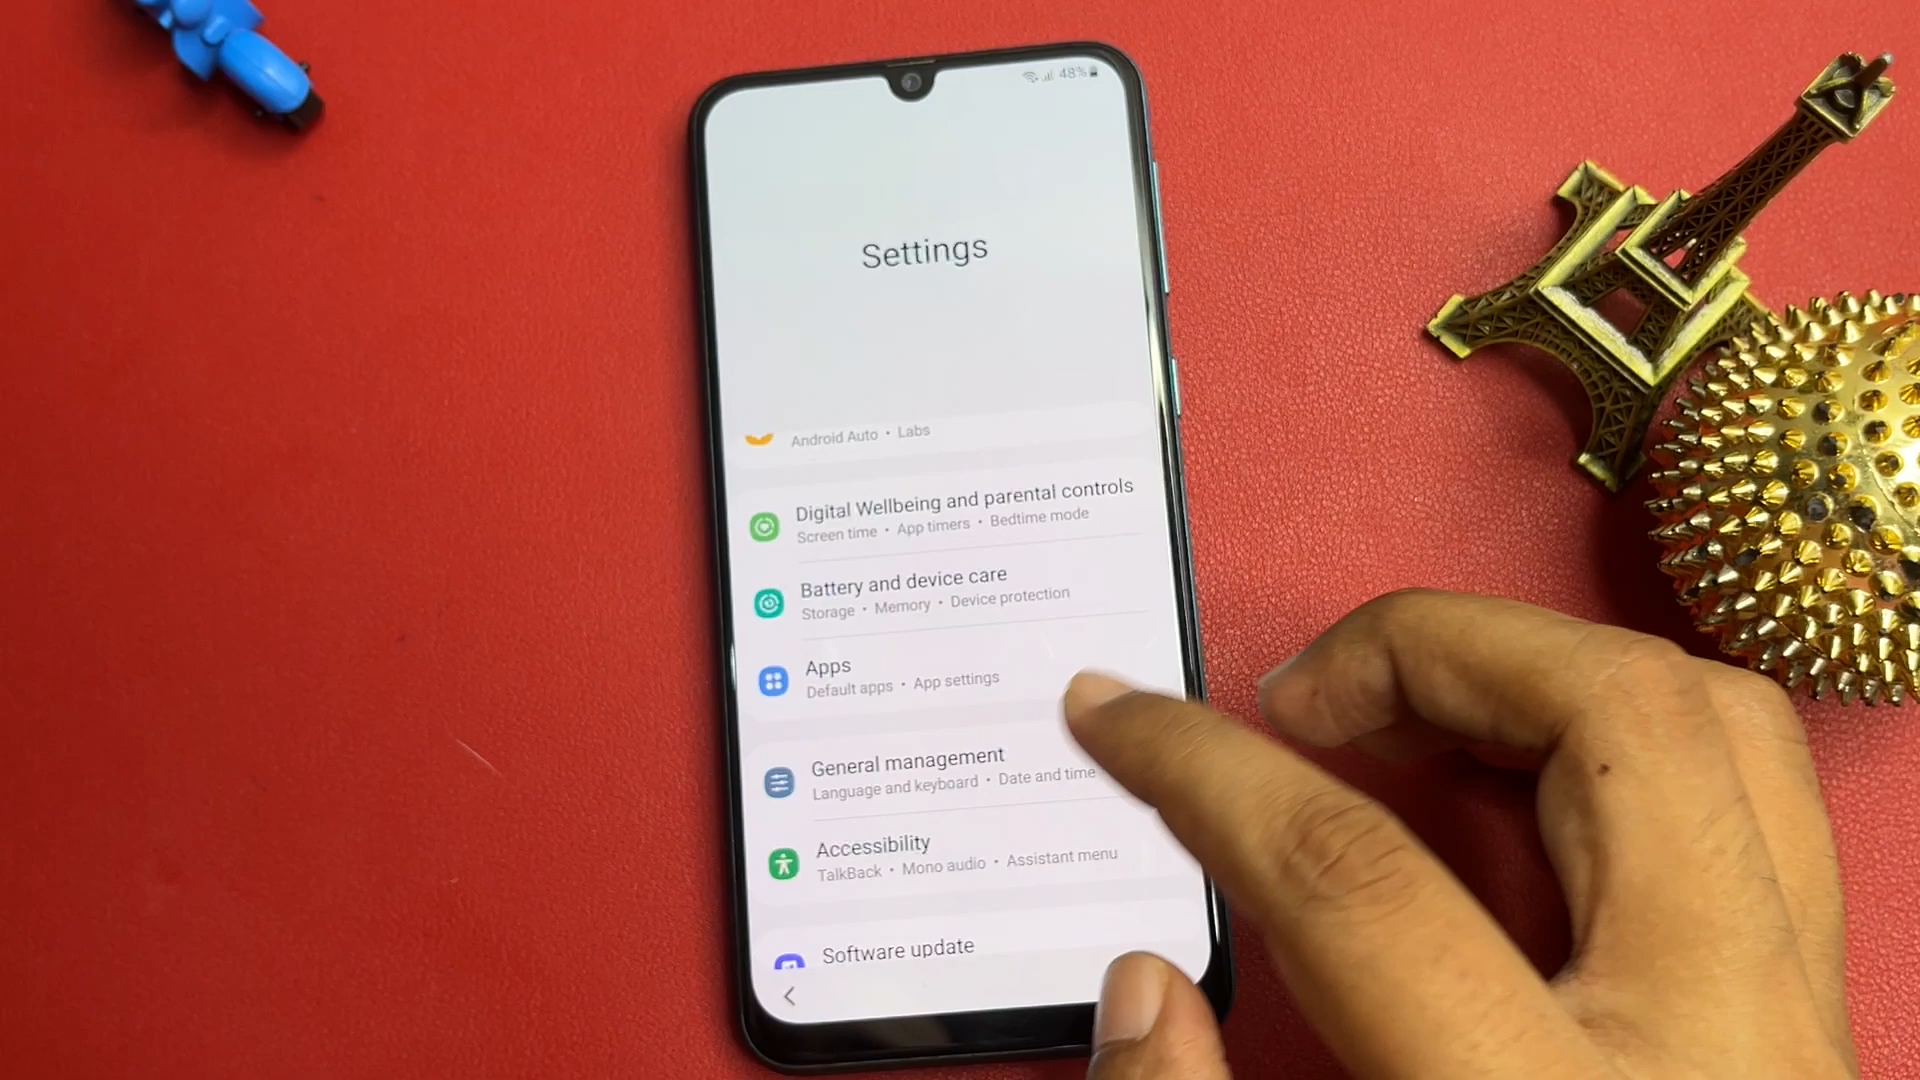 48%
Settings
Android Auto • Labs
Digital Wellbeing and parental controls
Screen time • App timers • Bedtime mode
Battery and device care
Storage • Memory • Device protection
Apps
Default apps • App settings
General management
Language and keyboard • Date and time
Accessibility
TalkBack • Mono audio • Assistant menu
Software update